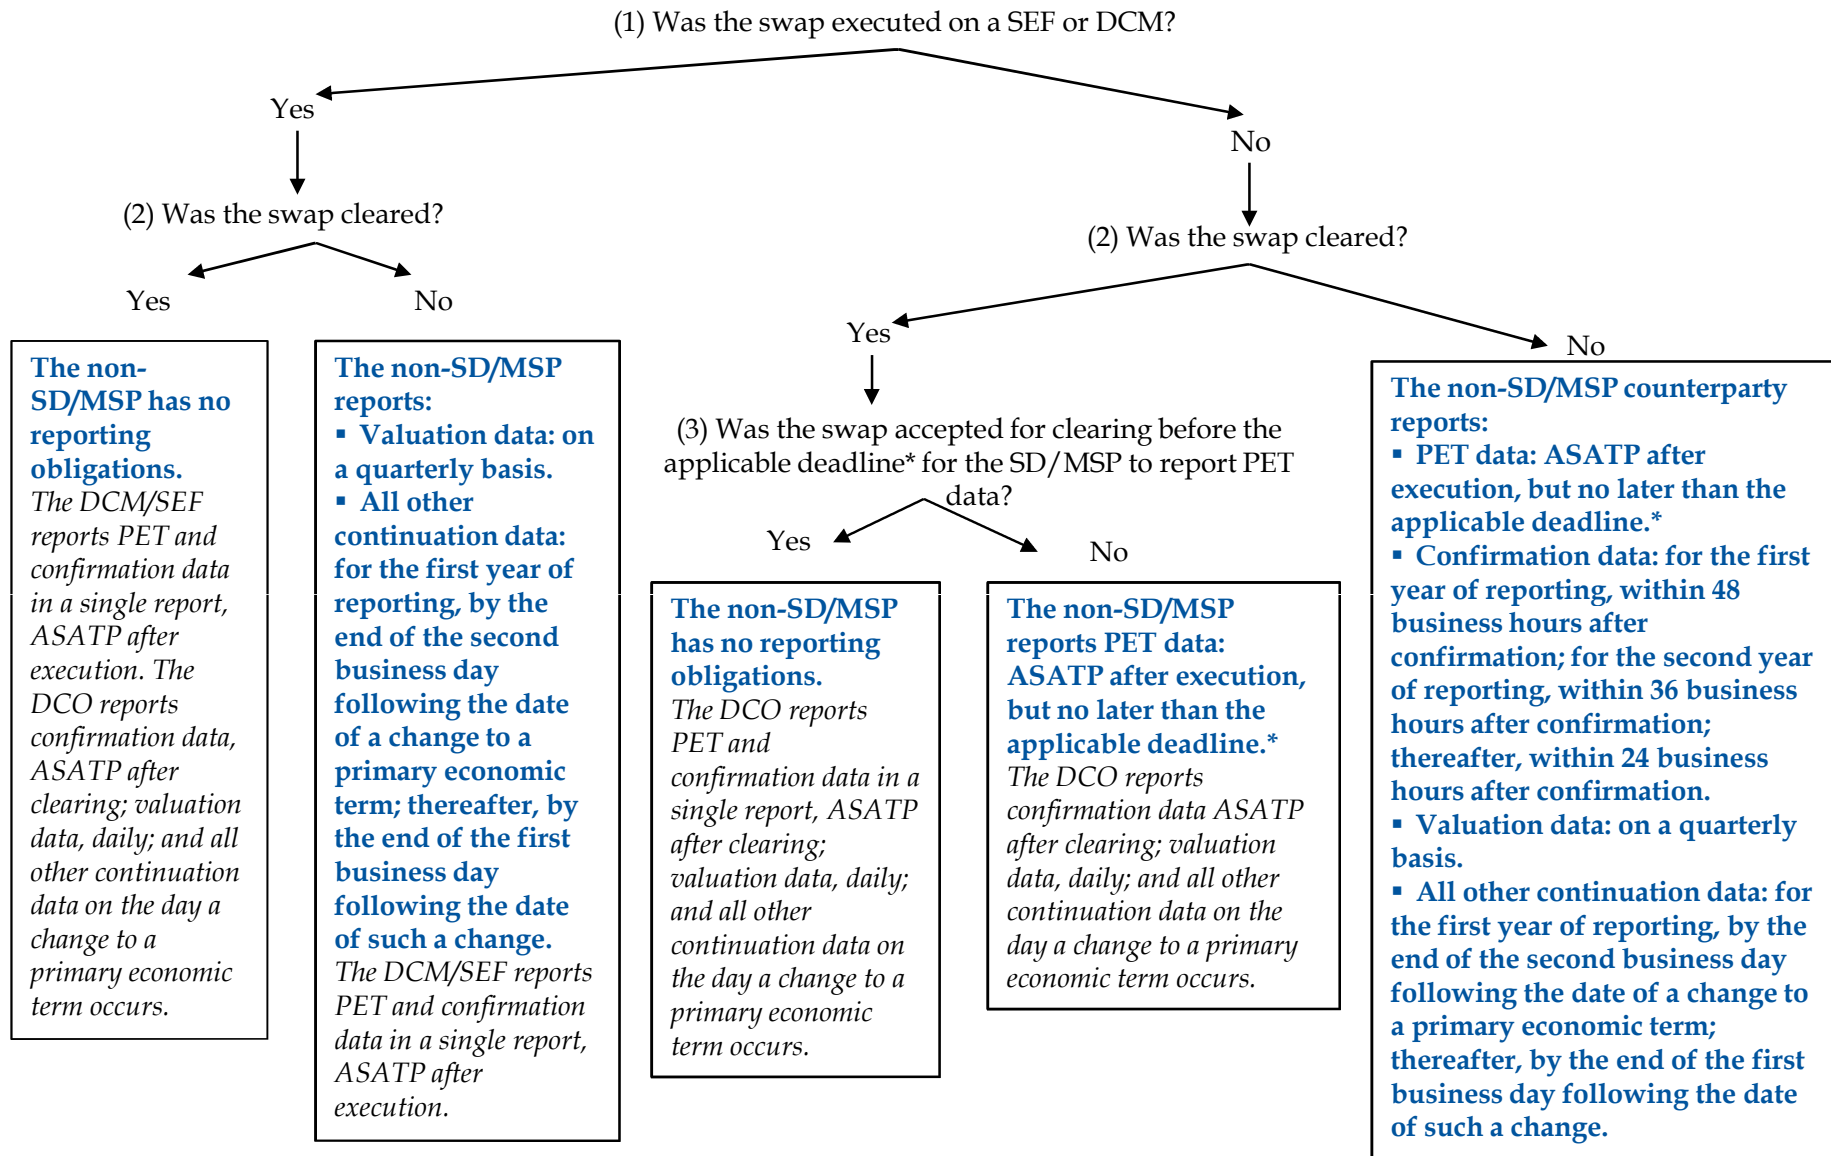 (1) Was the swap executed on a SEF or DCM?
Yes
No
(2) Was the swap cleared?
(2) Was the swap cleared?
Yes
No
Yes
No
(3) Was the swap accepted for clearing before the
applicable deadline* for the SD/MSP to report PET
data?
Yes
No
The non-
SD/MSP has no
reporting
obligations.
The DCM/SEF
reports PET and
confirmation data
in a single report,
ASATP after
execution. The
DCO reports
confirmation data,
ASATP after
clearing; valuation
data, daily; and all
other continuation
data on the day a
change to a
primary economic
term occurs.
The non-SD/MSP
reports:
▪ Valuation data: on
a quarterly basis.
▪ All other
continuation data:
for the first year of
reporting, by the
end of the second
business day
following the date
of a change to a
primary economic
term; thereafter, by
the end of the first
business day
following the date
of such a change.
The DCM/SEF reports
PET and confirmation
data in a single report,
ASATP after
execution.
The non-SD/MSP
has no reporting
obligations.
The DCO reports
PET and
confirmation data in a
single report, ASATP
after clearing;
valuation data, daily;
and all other
continuation data on
the day a change to a
primary economic
term occurs.
The non-SD/MSP
reports PET data:
ASATP after execution,
but no later than the
applicable deadline.*
The DCO reports
confirmation data ASATP
after clearing; valuation
data, daily; and all other
continuation data on the
day a change to a primary
economic term occurs.
The non-SD/MSP counterparty
reports:
▪ PET data: ASATP after
execution, but no later than the
applicable deadline.*
▪ Confirmation data: for the first
year of reporting, within 48
business hours after
confirmation; for the second year
of reporting, within 36 business
hours after confirmation;
thereafter, within 24 business
hours after confirmation.
▪ Valuation data: on a quarterly
basis.
▪ All other continuation data: for
the first year of reporting, by the
end of the second business day
following the date of a change to
a primary economic term;
thereafter, by the end of the first
business day following the date
of such a change.